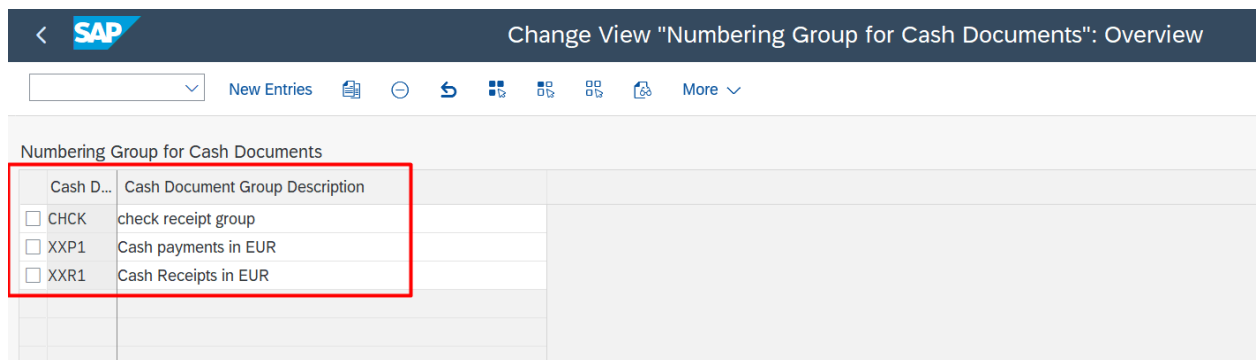 SAP Change View "Numbering Group for Cash Documents": Overview
New Entries More
Numbering Group for Cash Documents
Cash D... Cash Document Group Description
CHCK check receipt group
XXP1 Cash payments in EUR
XXR1 Cash Receipts in EUR